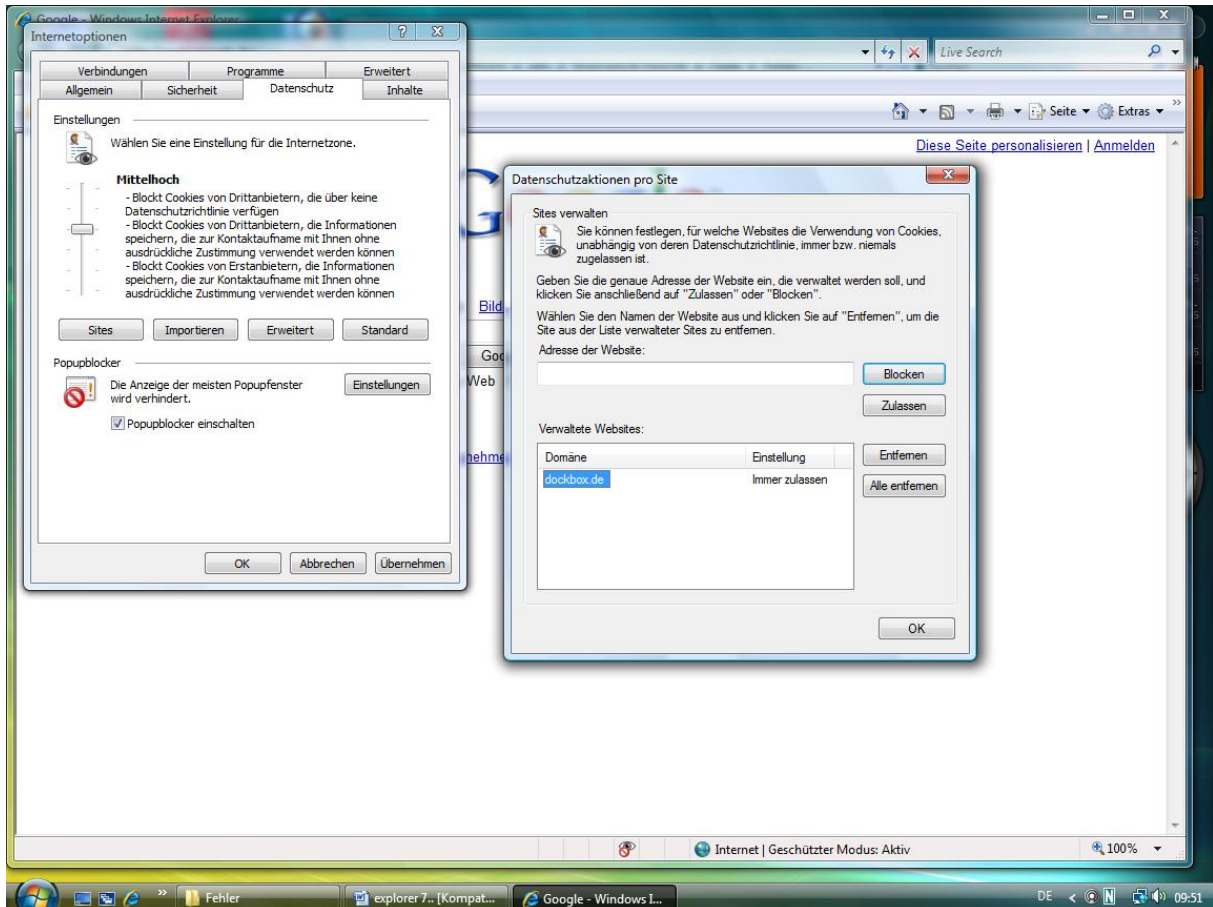 Google - Windows Internet Explorer
Internetoptionen
Verbindungen Programme Erweitert
Allgemein Sicherheit Datenschutz Inhalte
Einstellungen
Wählen Sie eine Einstellung für die Internetzone.
Mittelhoch
- Blockt Cookies von Drittanbietern, die über keine
Datenschutzrichtlinie verfügen
- Blockt Cookies von Drittanbietern, die Informationen
speichern, die zur Kontaktaufname mit Ihnen ohne
ausdrückliche Zustimmung verwendet werden können
- Blockt Cookies von Erstanbietern, die Informationen
speichern, die zur Kontaktaufname mit Ihnen ohne
ausdrückliche Zustimmung verwendet werden können
Sites Importieren Erweitert Standard
Popupblocker
Die Anzeige der meisten Popupfenster
wird verhindert.
Einstellungen
Popupblocker einschalten
OK Abbrechen Übernehmen
Live Search
Seite Extras
Diese Seite personalisieren | Anmelden
Bild
Goo
Web
nehme
Datenschutzaktionen pro Site
Sites verwalten
Sie können festlegen, für welche Websites die Verwendung von Cookies,
unabhängig von deren Datenschutzrichtlinie, immer bzw. niemals
zugelassen ist.
Geben Sie die genaue Adresse der Website ein, die verwaltet werden soll, und
klicken Sie anschließend auf "Zulassen" oder "Blocken".
Wählen Sie den Namen der Website aus und klicken Sie auf "Entfernen", um die
Site aus der Liste verwalteter Sites zu entfernen.
Adresse der Website:
Blocken
Zulassen
Verwaltete Websites:
Domäne Einstellung
dockbox.de Immer zulassen
Entfernen
Alle entfernen
OK
Internet | Geschützter Modus: Aktiv 100%
Fehler explorer 7.. [Kompat... Google - Windows I... DE 09:51